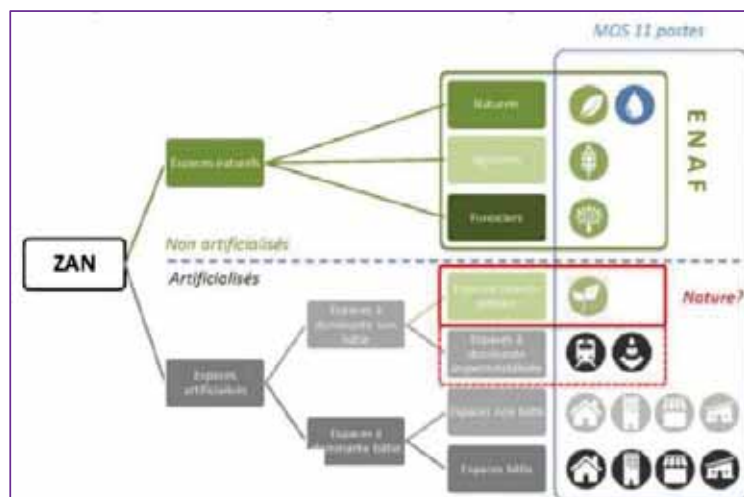 MOS 11 postes
Naturels
Espaces naturels
Agricoles
Forestiers
ENAF
Non artificialisés
ZAN
Artificialisés
Espaces à
dominante non
bâtie
Nature?
Espaces à
dominante
imperméabilisée
Espaces
artificialisés
Espaces à
dominante bâtie
Espaces non bâtis
Espaces bâtis